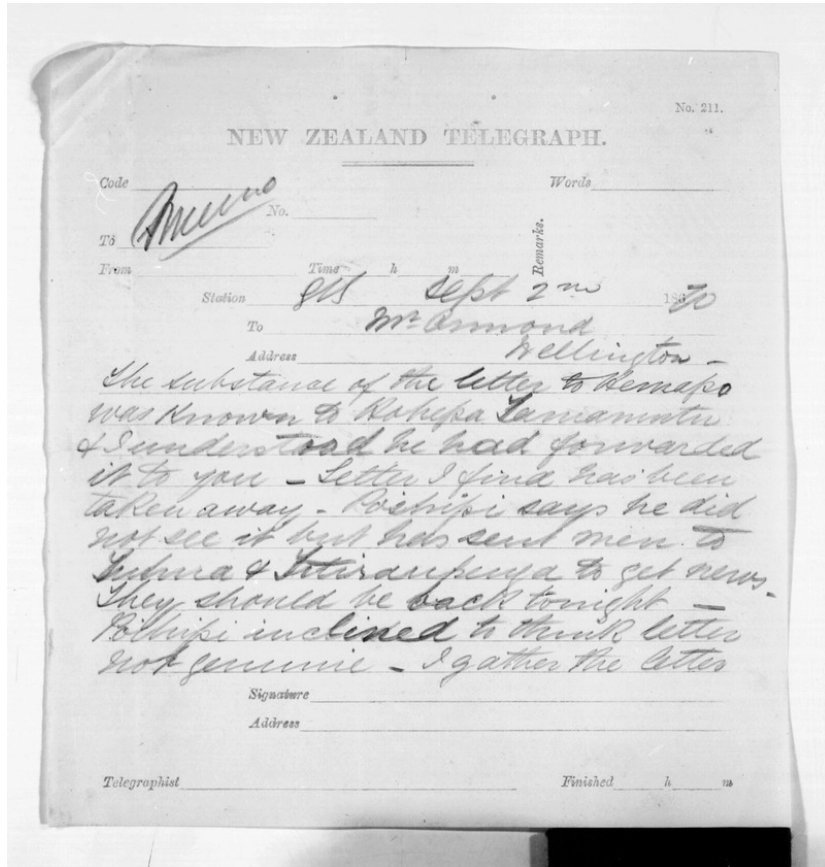 No. 211.
NEW ZEALAND TELEGRAPH.
Code Words
No.
To
Remarks.
From Time h m
Station Sept 2nd 1870
To Mr Ormond
Address Wellington -
The substance of the letter to Hemapo
was known to Hohepa Tamamutu
& I understood he had forwarded
it to you - Letter I find has been
taken away - Poihipi says he did
not see it but has sent men to
& to get news -
They should be back tonight -
Poihipi inclined to think letter
not genuine - I gather the letter
Signature
Address
Telegraphist Finished h m